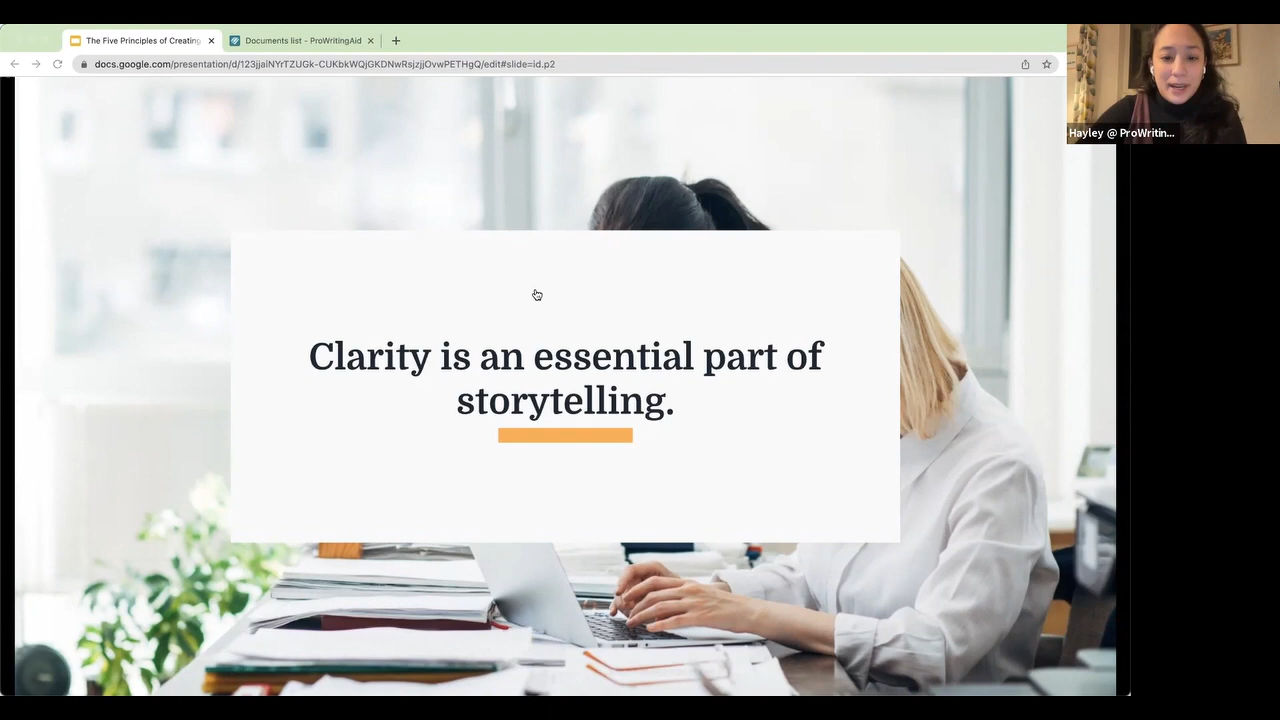 The Five Principles of Creating
Documents list - ProWritingAid
docs.google.com/presentation/d/123jjalNYrTZUGk-CUKbkWQjGKDNwRsjzjjOvwPETHgQ/edit#slide=id.p2
Hayley @ ProWritin...
Clarity is an essential part of
storytelling.